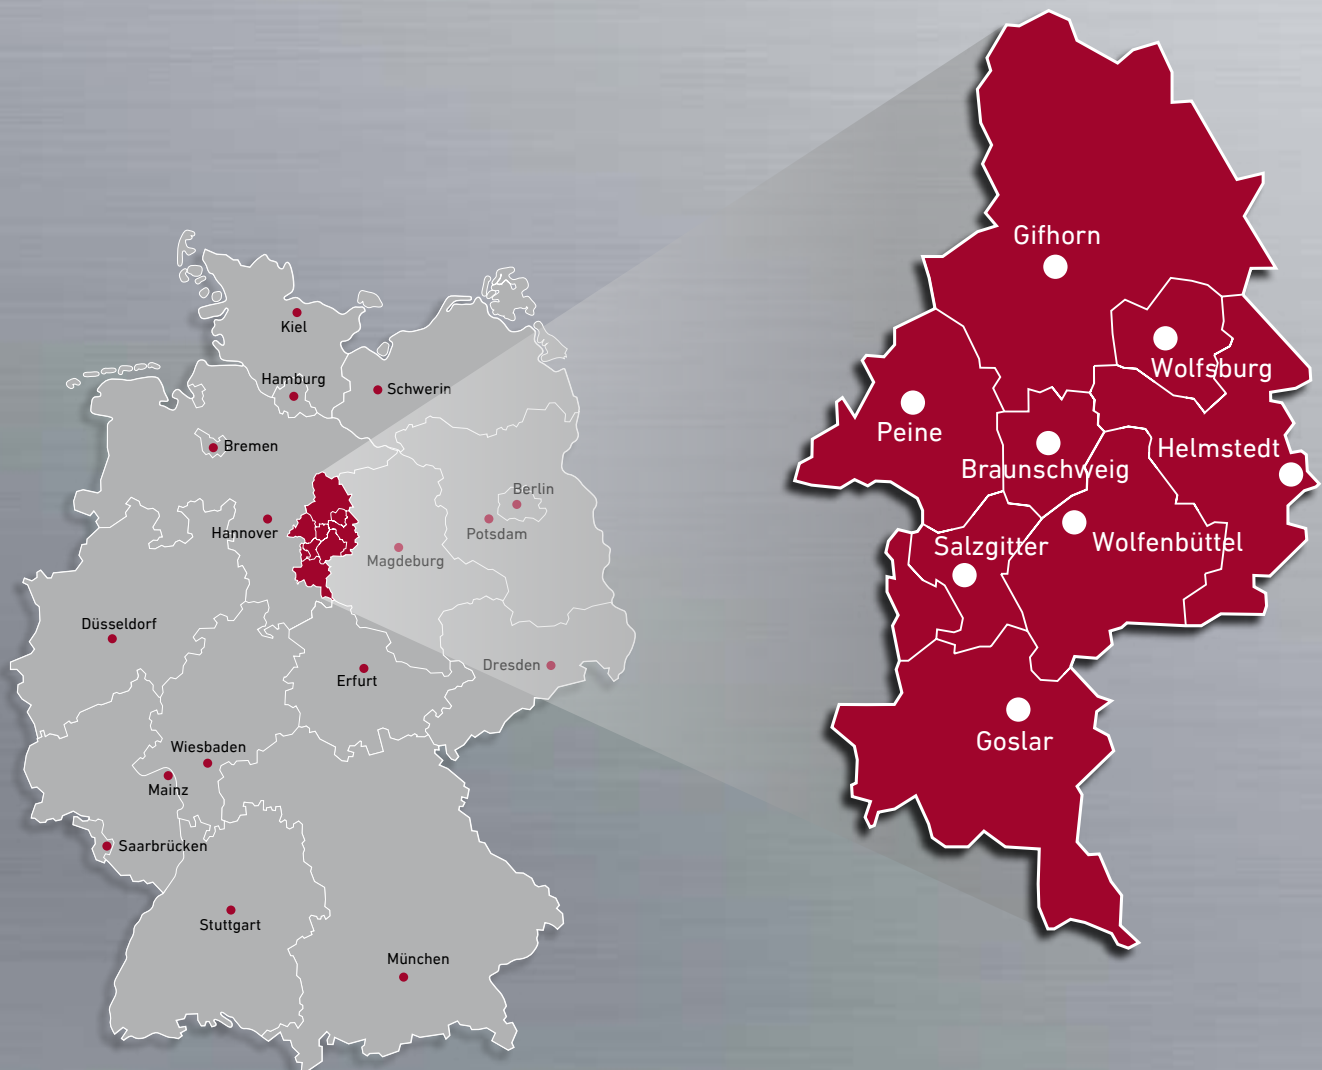 Kiel
Hamburg
Schwerin
Bremen
Berlin
Hannover
Potsdam
Magdeburg
Düsseldorf
Dresden
Erfurt
Wiesbaden
Mainz
Saarbrücken
Stuttgart
München
Gifhorn
Wolfsburg
Peine
Helmstedt
Braunschweig
Salzgitter
Wolfenbüttel
Goslar